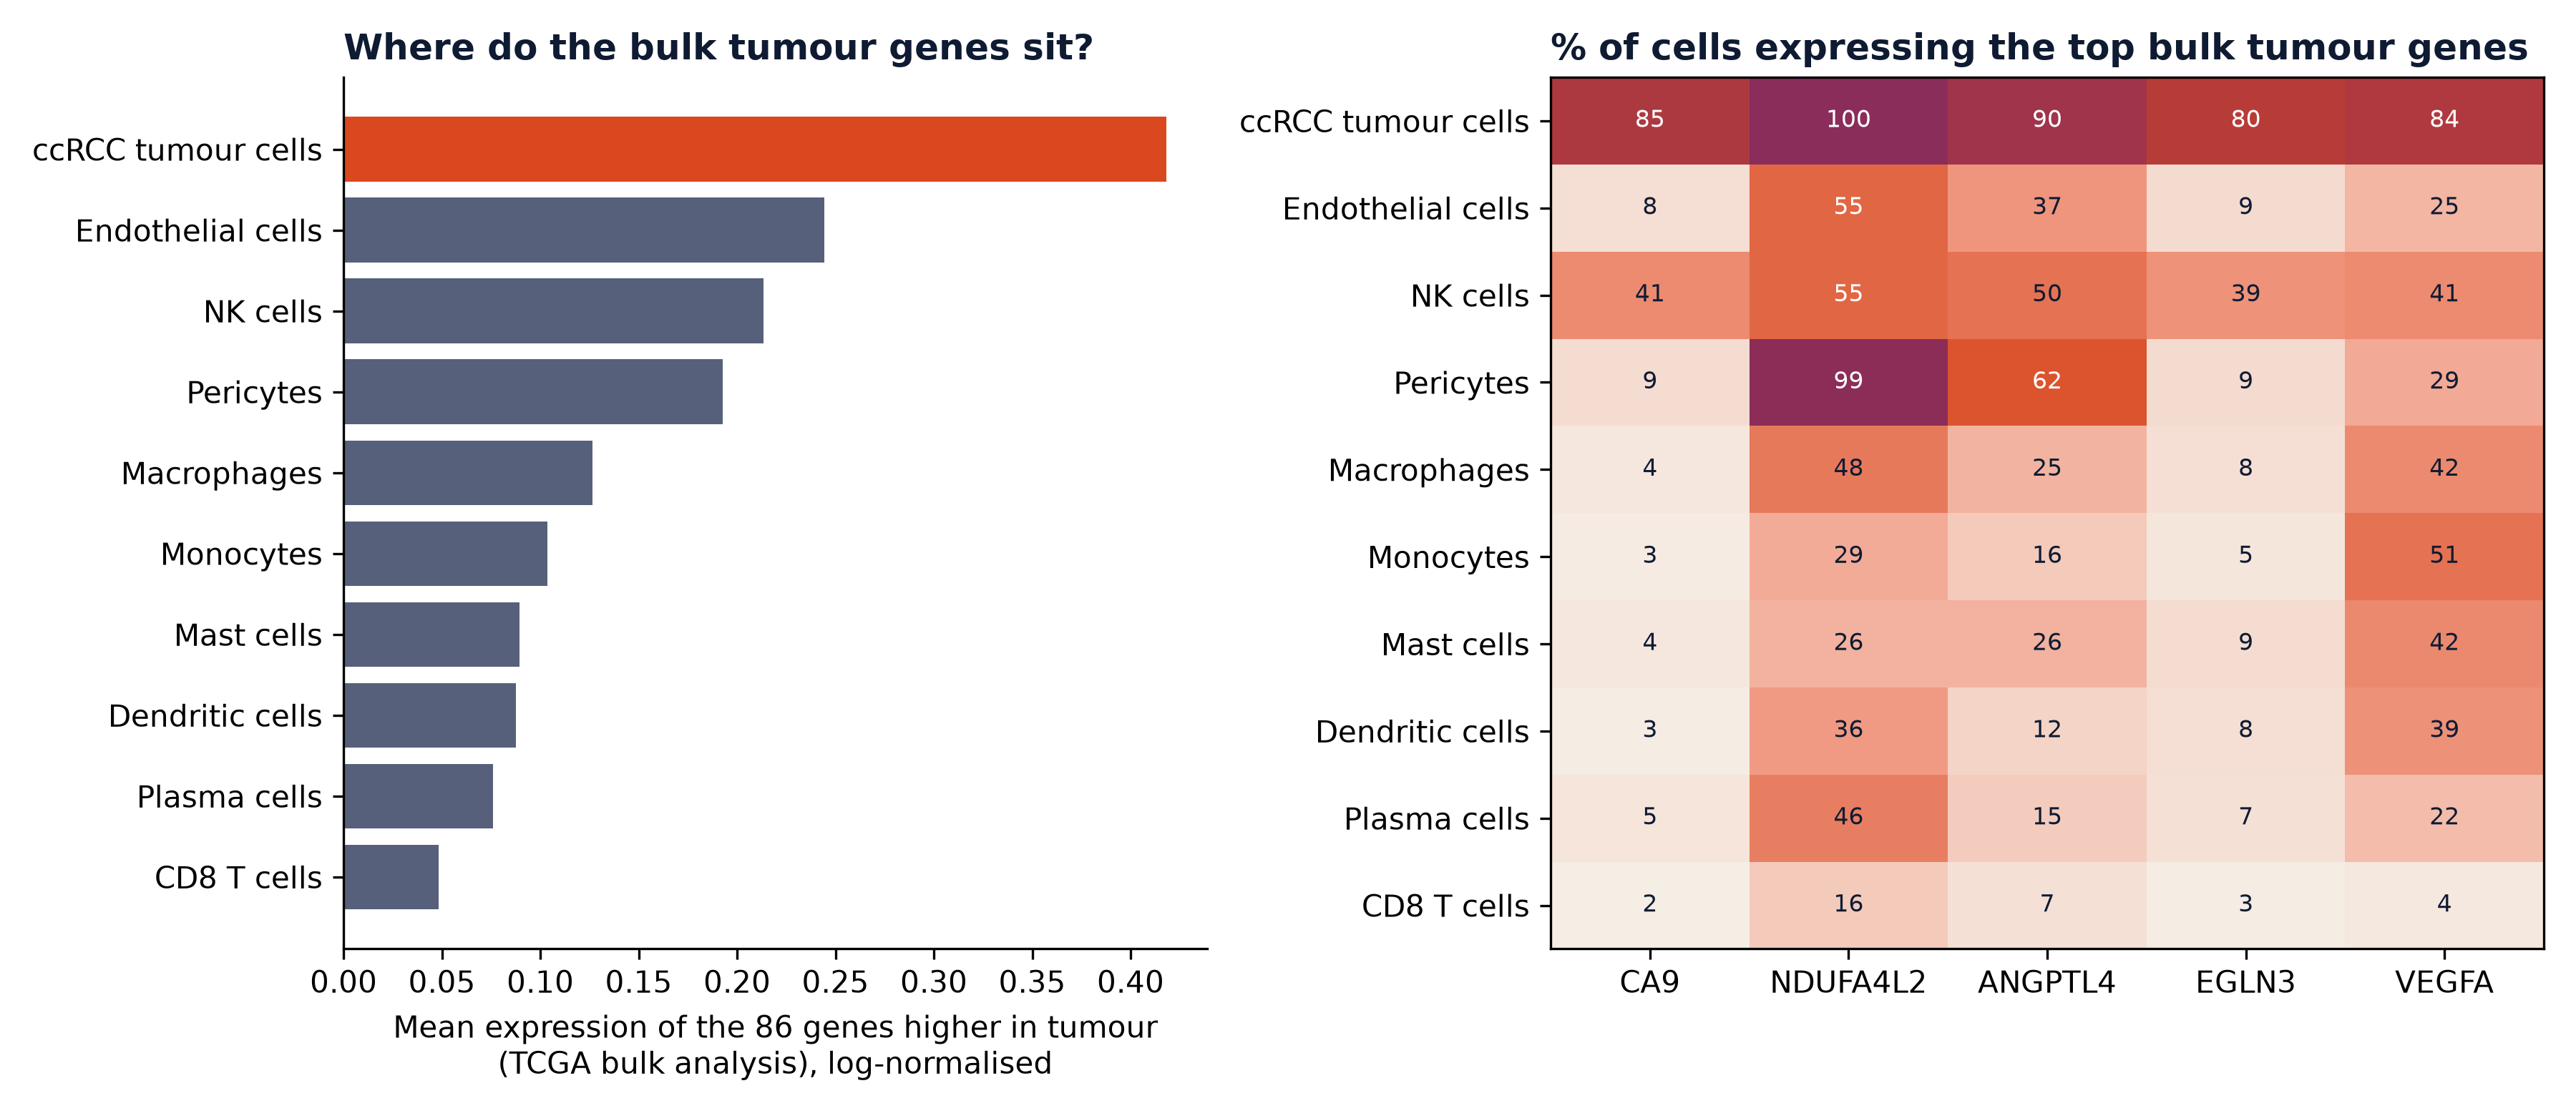 Where do the bulk tumour genes sit?
ccRCC tumour cells
Endothelial cells
NK cells
Pericytes
Macrophages
Monocytes
Mast cells
Dendritic cells
Plasma cells
CD8 T cells
0.00 0.05 0.10 0.15 0.20 0.25 0.30 0.35 0.40
Mean expression of the 86 genes higher in tumour
(TCGA bulk analysis), log-normalised
% of cells expressing the top bulk tumour genes
ccRCC tumour cells 85 100 90 80 84
Endothelial cells 8 55 37 9 25
NK cells 41 55 50 39 41
Pericytes 9 99 62 9 29
Macrophages 4 48 25 8 42
Monocytes 3 29 16 5 51
Mast cells 4 26 26 9 42
Dendritic cells 3 36 12 8 39
Plasma cells 5 46 15 7 22
CD8 T cells 2 16 7 3 4
CA9 NDUFA4L2 ANGPTL4 EGLN3 VEGFA